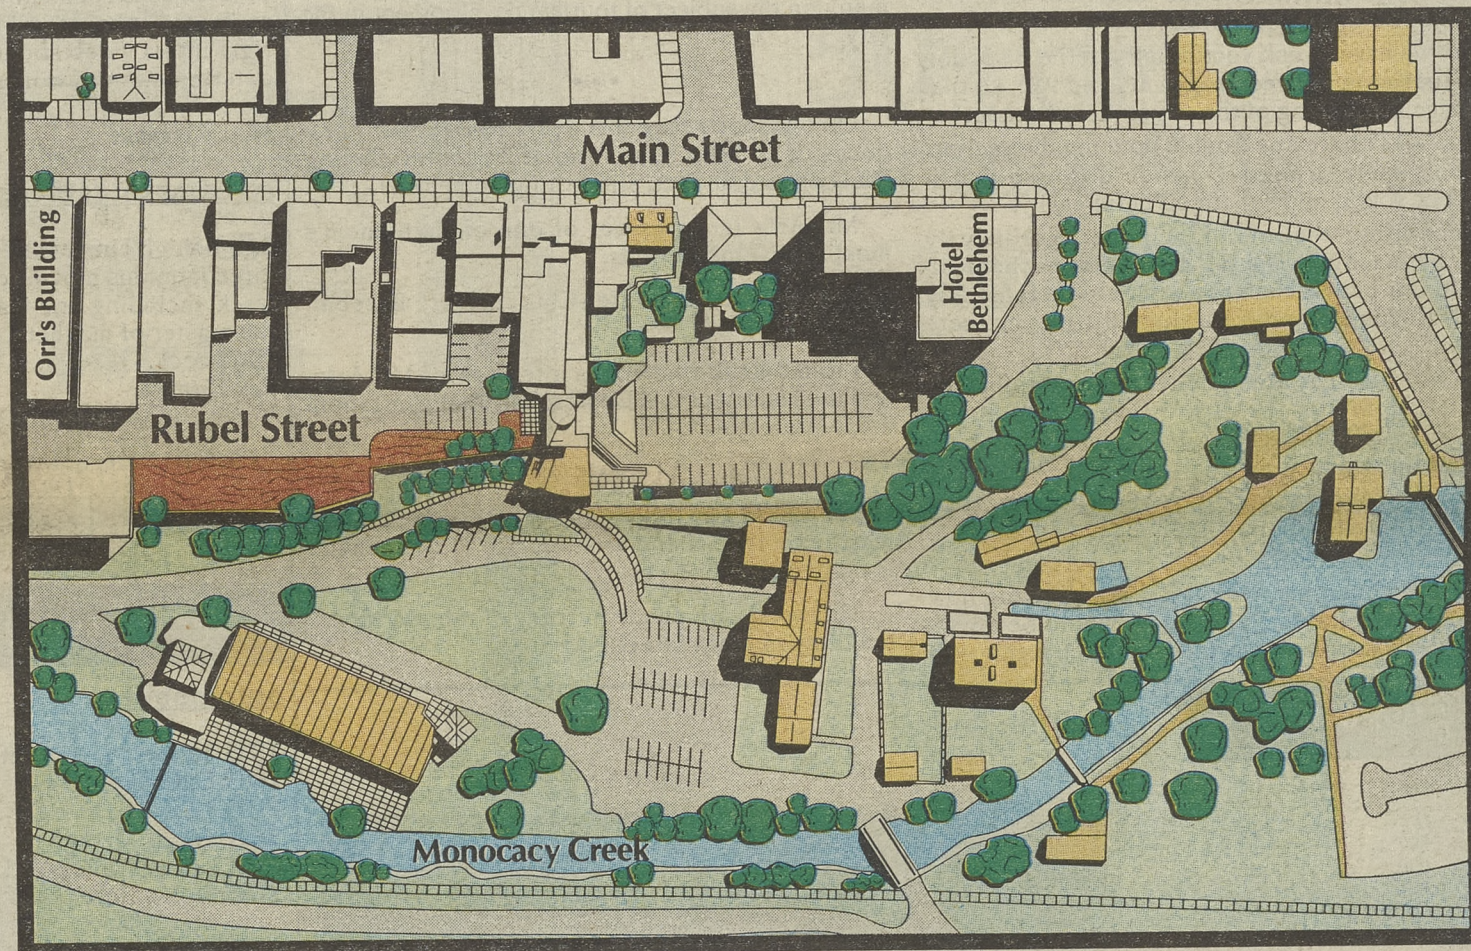 Main Street
Orr's Building
Hotel
Bethlehem
Rubel Street
Monocacy Creek